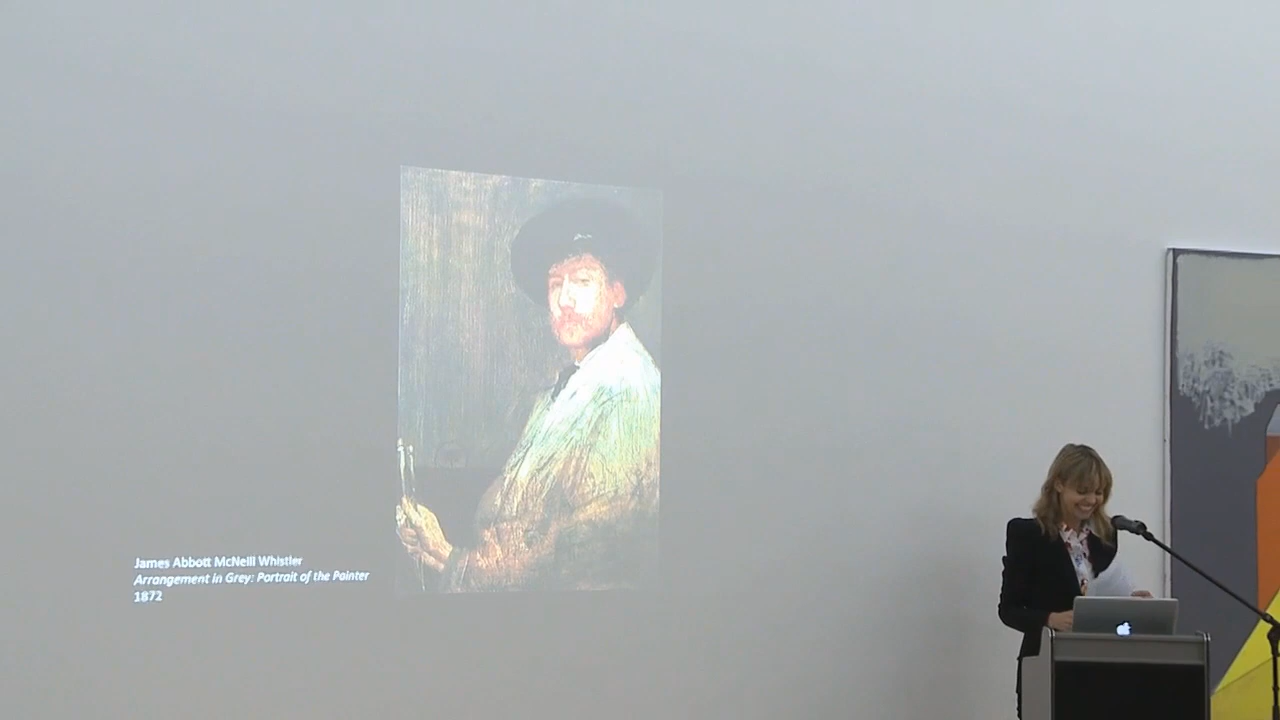 James Abbott McNeill Whistler
Arrangement in Grey: Portrait of the Painter
1872